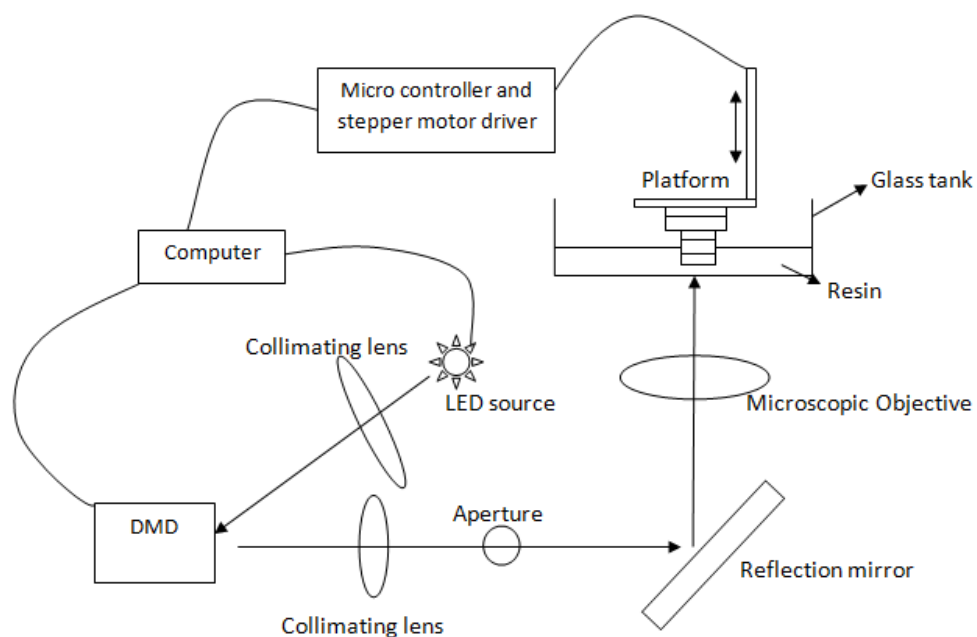 Micro controller and
stepper motor driver
Platform
Glass tank
Computer
Resin
Collimating lens
LED source
Microscopic Objective
DMD
Aperture
Reflection mirror
Collimating lens